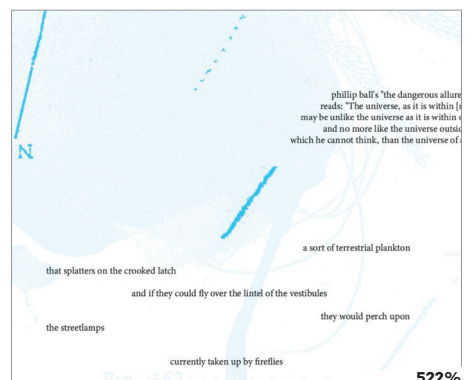 phillip ball's "the dangerous allure
reads: "The universe, as it is within
may be unlike the universe as it is within
and no more like the universe
which he cannot think, than the universe of
N
a sort of terrestrial plankton
that splatters on the crooked latch
and if they could fly over the lintel of the vestibules
they would perch upon
the streetlamps
currently taken up by fireflies
522%